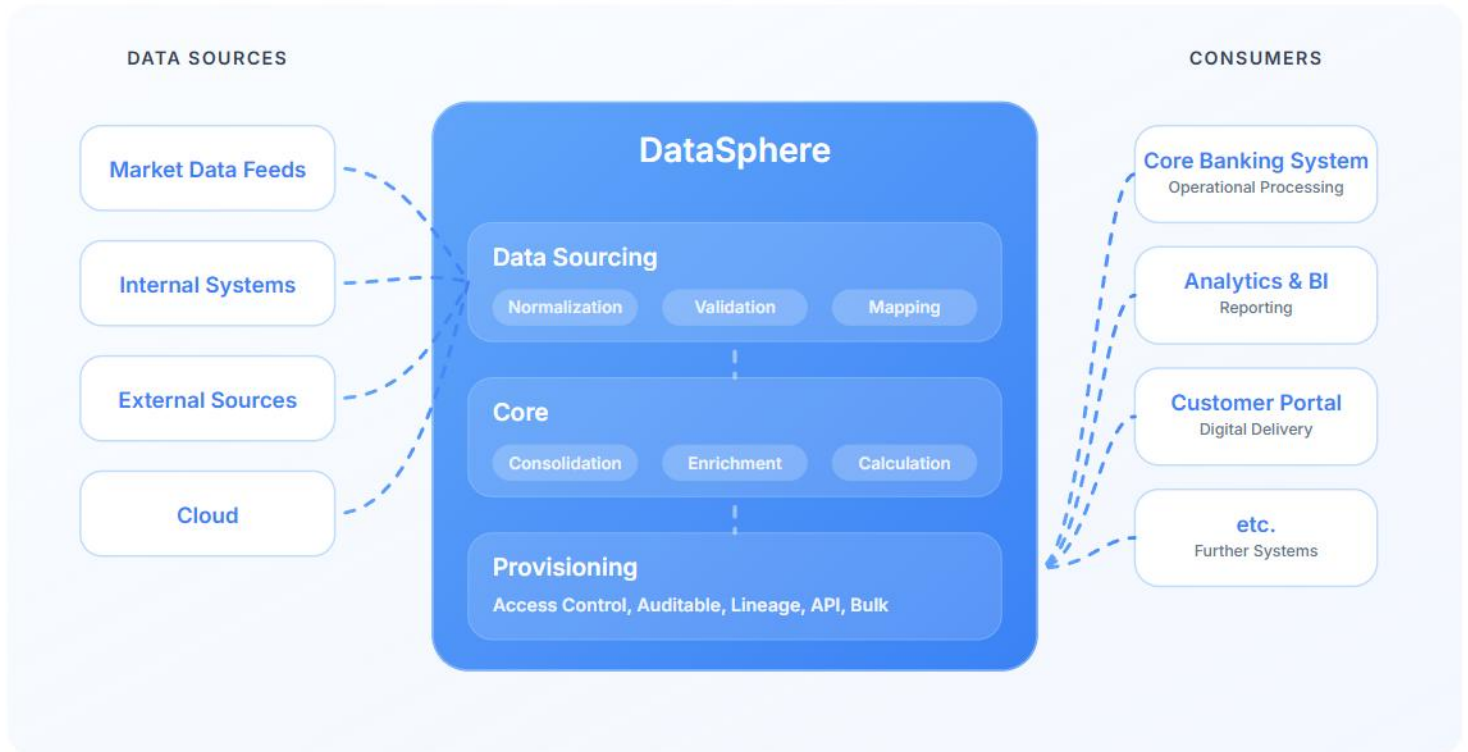 DATA SOURCES
Market Data Feeds
Internal Systems
External Sources
Cloud
DataSphere
Data Sourcing
Normalization
Validation
Mapping
Core
Consolidation
Enrichment
Calculation
Provisioning
Access Control, Auditable, Lineage, API, Bulk
CONSUMERS
Core Banking System
Operational Processing
Analytics & BI
Reporting
Customer Portal
Digital Delivery
etc.
Further Systems